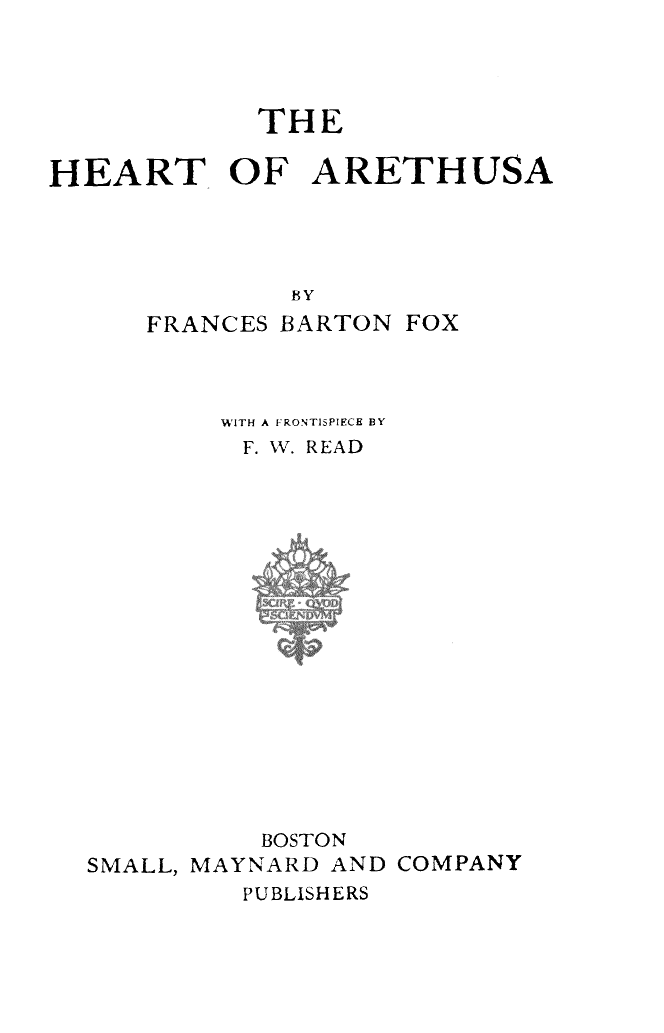 THE
HEART OF ARETHUSA
BY
FRANCES BARTON FOX
WITH A FRONTISPIECE BY
F. W. READ
SCIRE · QVOD
SCIENDVM
BOSTON
SMALL, MAYNARD AND COMPANY
PUBLISHERS